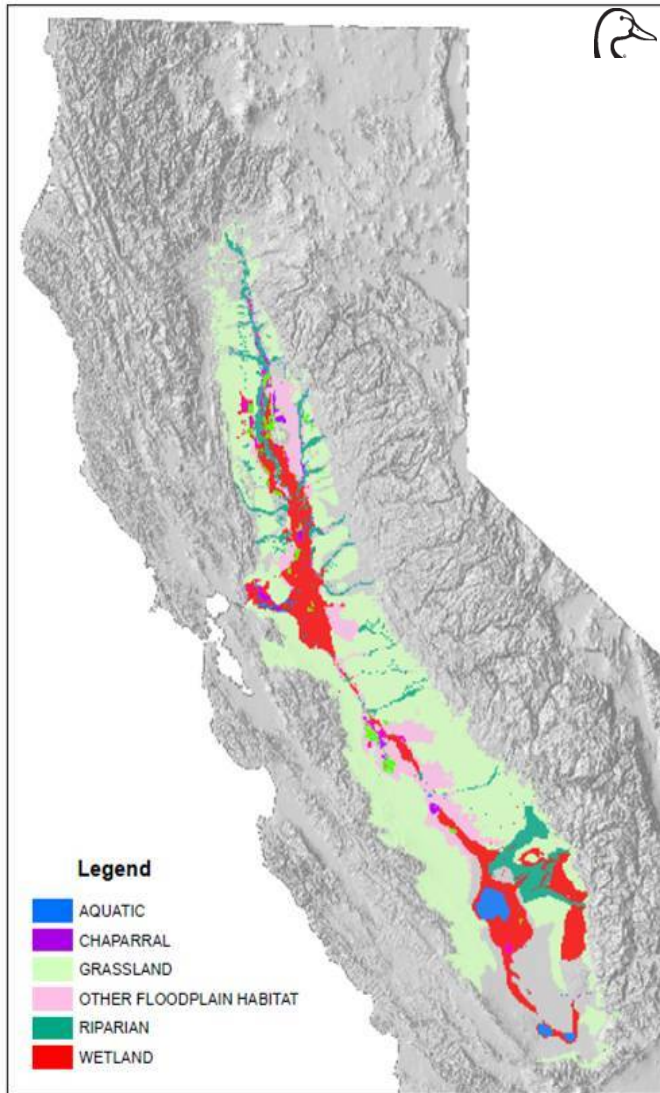 Legend
AQUATIC
CHAPARRAL
GRASSLAND
OTHER FLOODPLAIN HABITAT
RIPARIAN
WETLAND